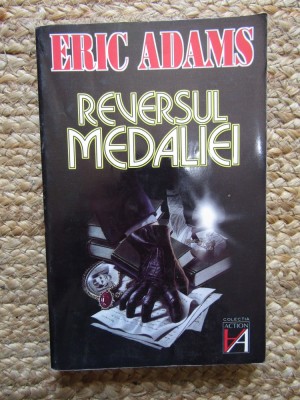 ERIC ADAMS
REVERSUL
MEDALIEI
COLECȚIA
ACTION